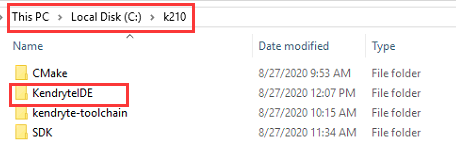 This PC > Local Disk (C:) > k210
Name Date modified Type
CMake 8/27/2020 9:53 AM File folder
KendryteIDE 8/27/2020 12:07 PM File folder
kendryte-toolchain 8/27/2020 10:15 AM File folder
SDK 8/27/2020 11:34 AM File folder